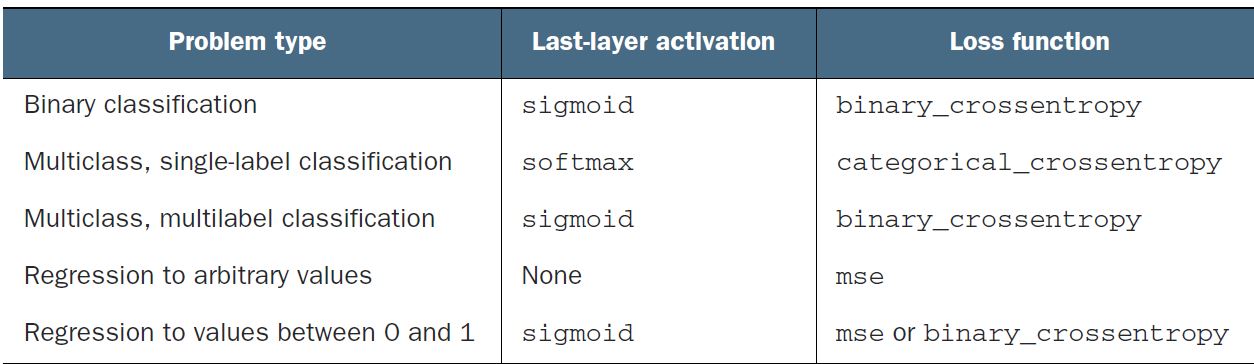 Problem type Last-layer activation Loss function
Binary classification sigmoid binary_crossentropy
Multiclass, single-label classification softmax categorical_crossentropy
Multiclass, multilabel classification sigmoid binary_crossentropy
Regression to arbitrary values None mse
Regression to values between 0 and 1 sigmoid mse or binary_crossentropy